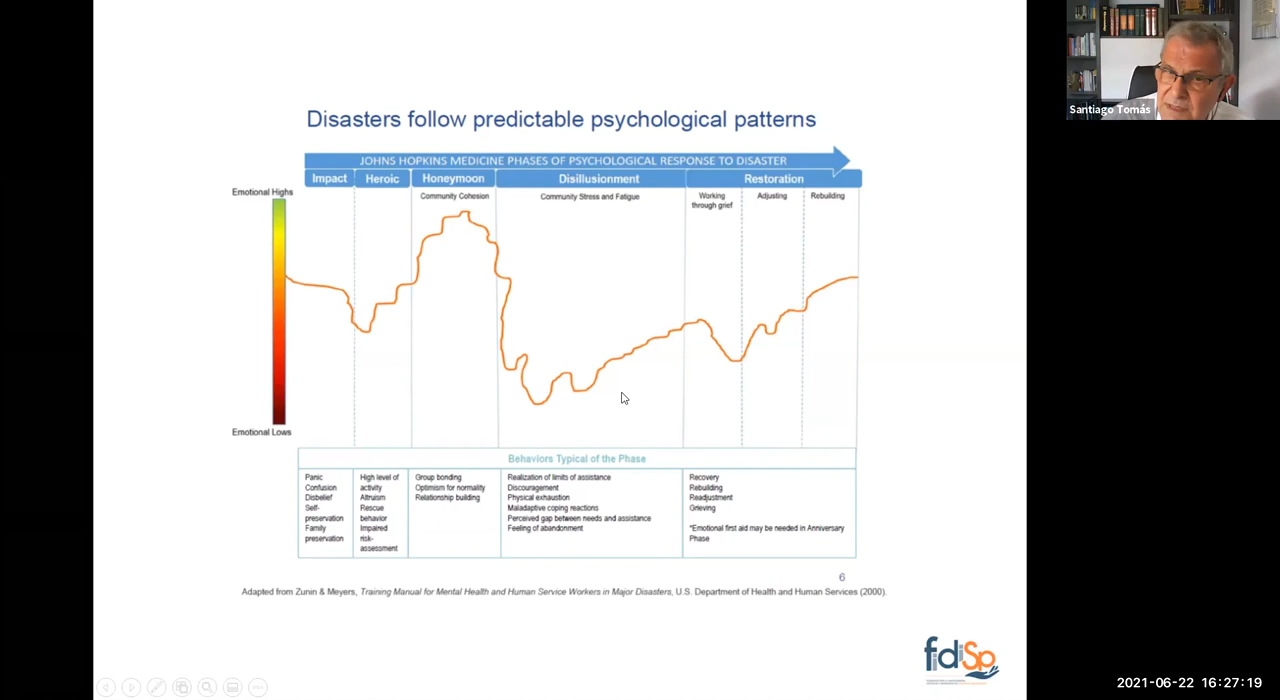 Santiago Tomás
Disasters follow predictable psychological patterns
JOHNS HOPKINS MEDICINE PHASES OF PSYCHOLOGICAL RESPONSE TO DISASTER
Impact
Heroic
Honeymoon
Disillusionment
Restoration
Emotional Highs
Community Cohesion
Community Stress and Fatigue
Working
through grief
Adjusting
Rebuilding
Emotional Lows
Behaviors Typical of the Phase
Panic
Confusion
Disbelief
Self-
preservation
Family
preservation
High level of
activity
Altruism
Rescue
behavior
Impaired
risk-
assessment
Group bonding
Optimism for normality
Relationship building
Realization of limits of assistance
Discouragement
Physical exhaustion
Maladaptive coping reactions
Perceived gap between needs and assistance
Feeling of abandonment
Recovery
Rebuilding
Readjustment
Grieving
*Emotional first aid may be needed in Anniversary
Phase
6
Adapted from Zunin & Meyers, Training Manual for Mental Health and Human Service Workers in Major Disasters, U.S. Department of Health and Human Services (2000).
fdiSp
2021-06-22 16:27:19